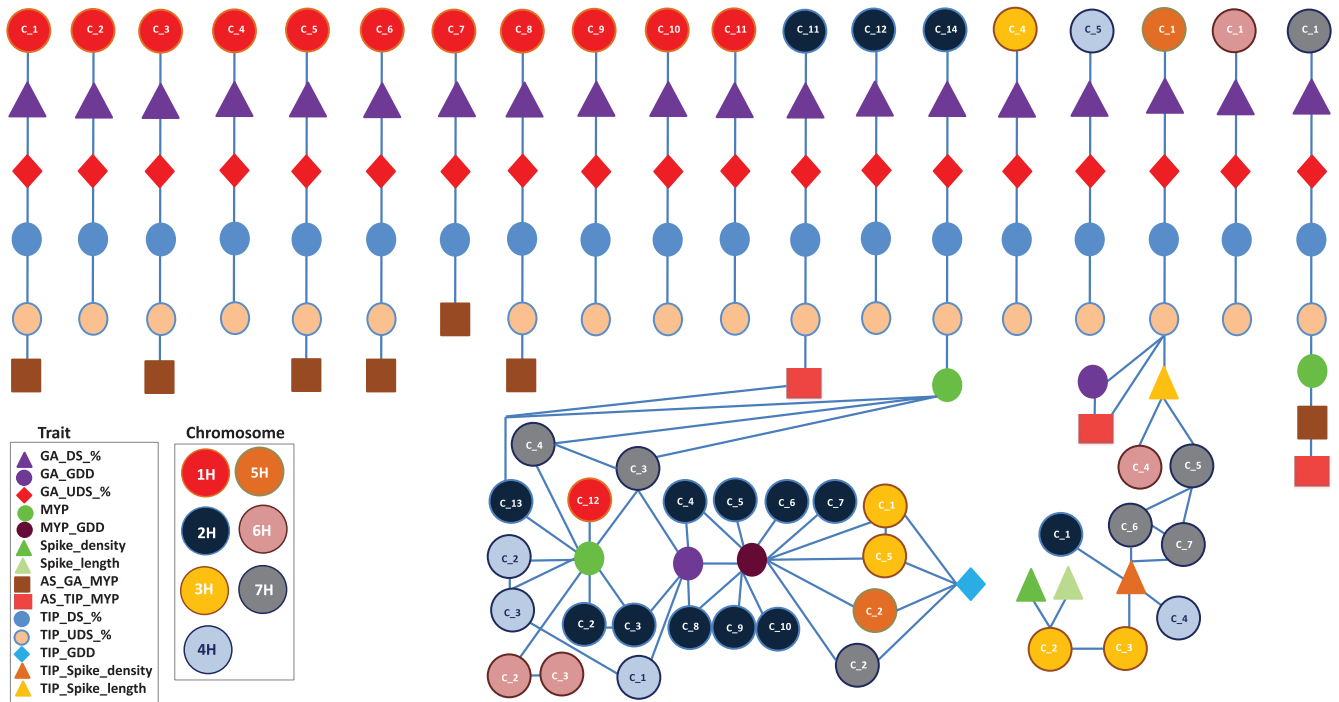 C_1 C_2 C_3 C_4 C_5 C_6 C_7 C_8 C_9 C_10 C_11 C_11 C_12 C_14 C_4 C_5 C_1 C_1 C_1
Trait
GA_DS_%
GA_GDD
GA_UDS_%
MYP
MYP_GDD
Spike_density
Spike_length
AS_GA_MYP
AS_TIP_MYP
TIP_DS_%
TIP_UDS_%
TIP_GDD
TIP_Spike_density
TIP_Spike_length
Chromosome
1H 5H
2H 6H
3H 7H
4H
C_4
C_3
C_13 C_12 C_4 C_5 C_6 C_7 C_1
C_2 C_5
C_3 C_2 C_3 C_8 C_9 C_10 C_2
C_2 C_3 C_1 C_2
C_4 C_5
C_1 C_6 C_7
C_4
C_2 C_3